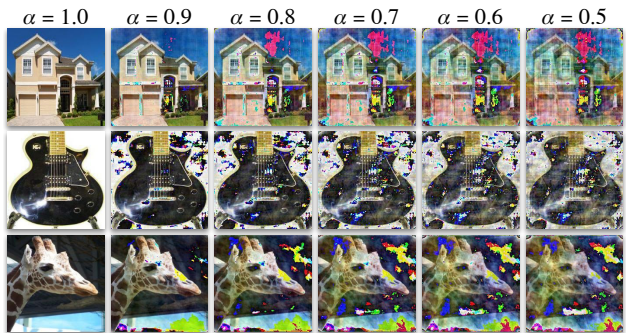 α = 1.0 α = 0.9 α = 0.8 α = 0.7 α = 0.6 α = 0.5